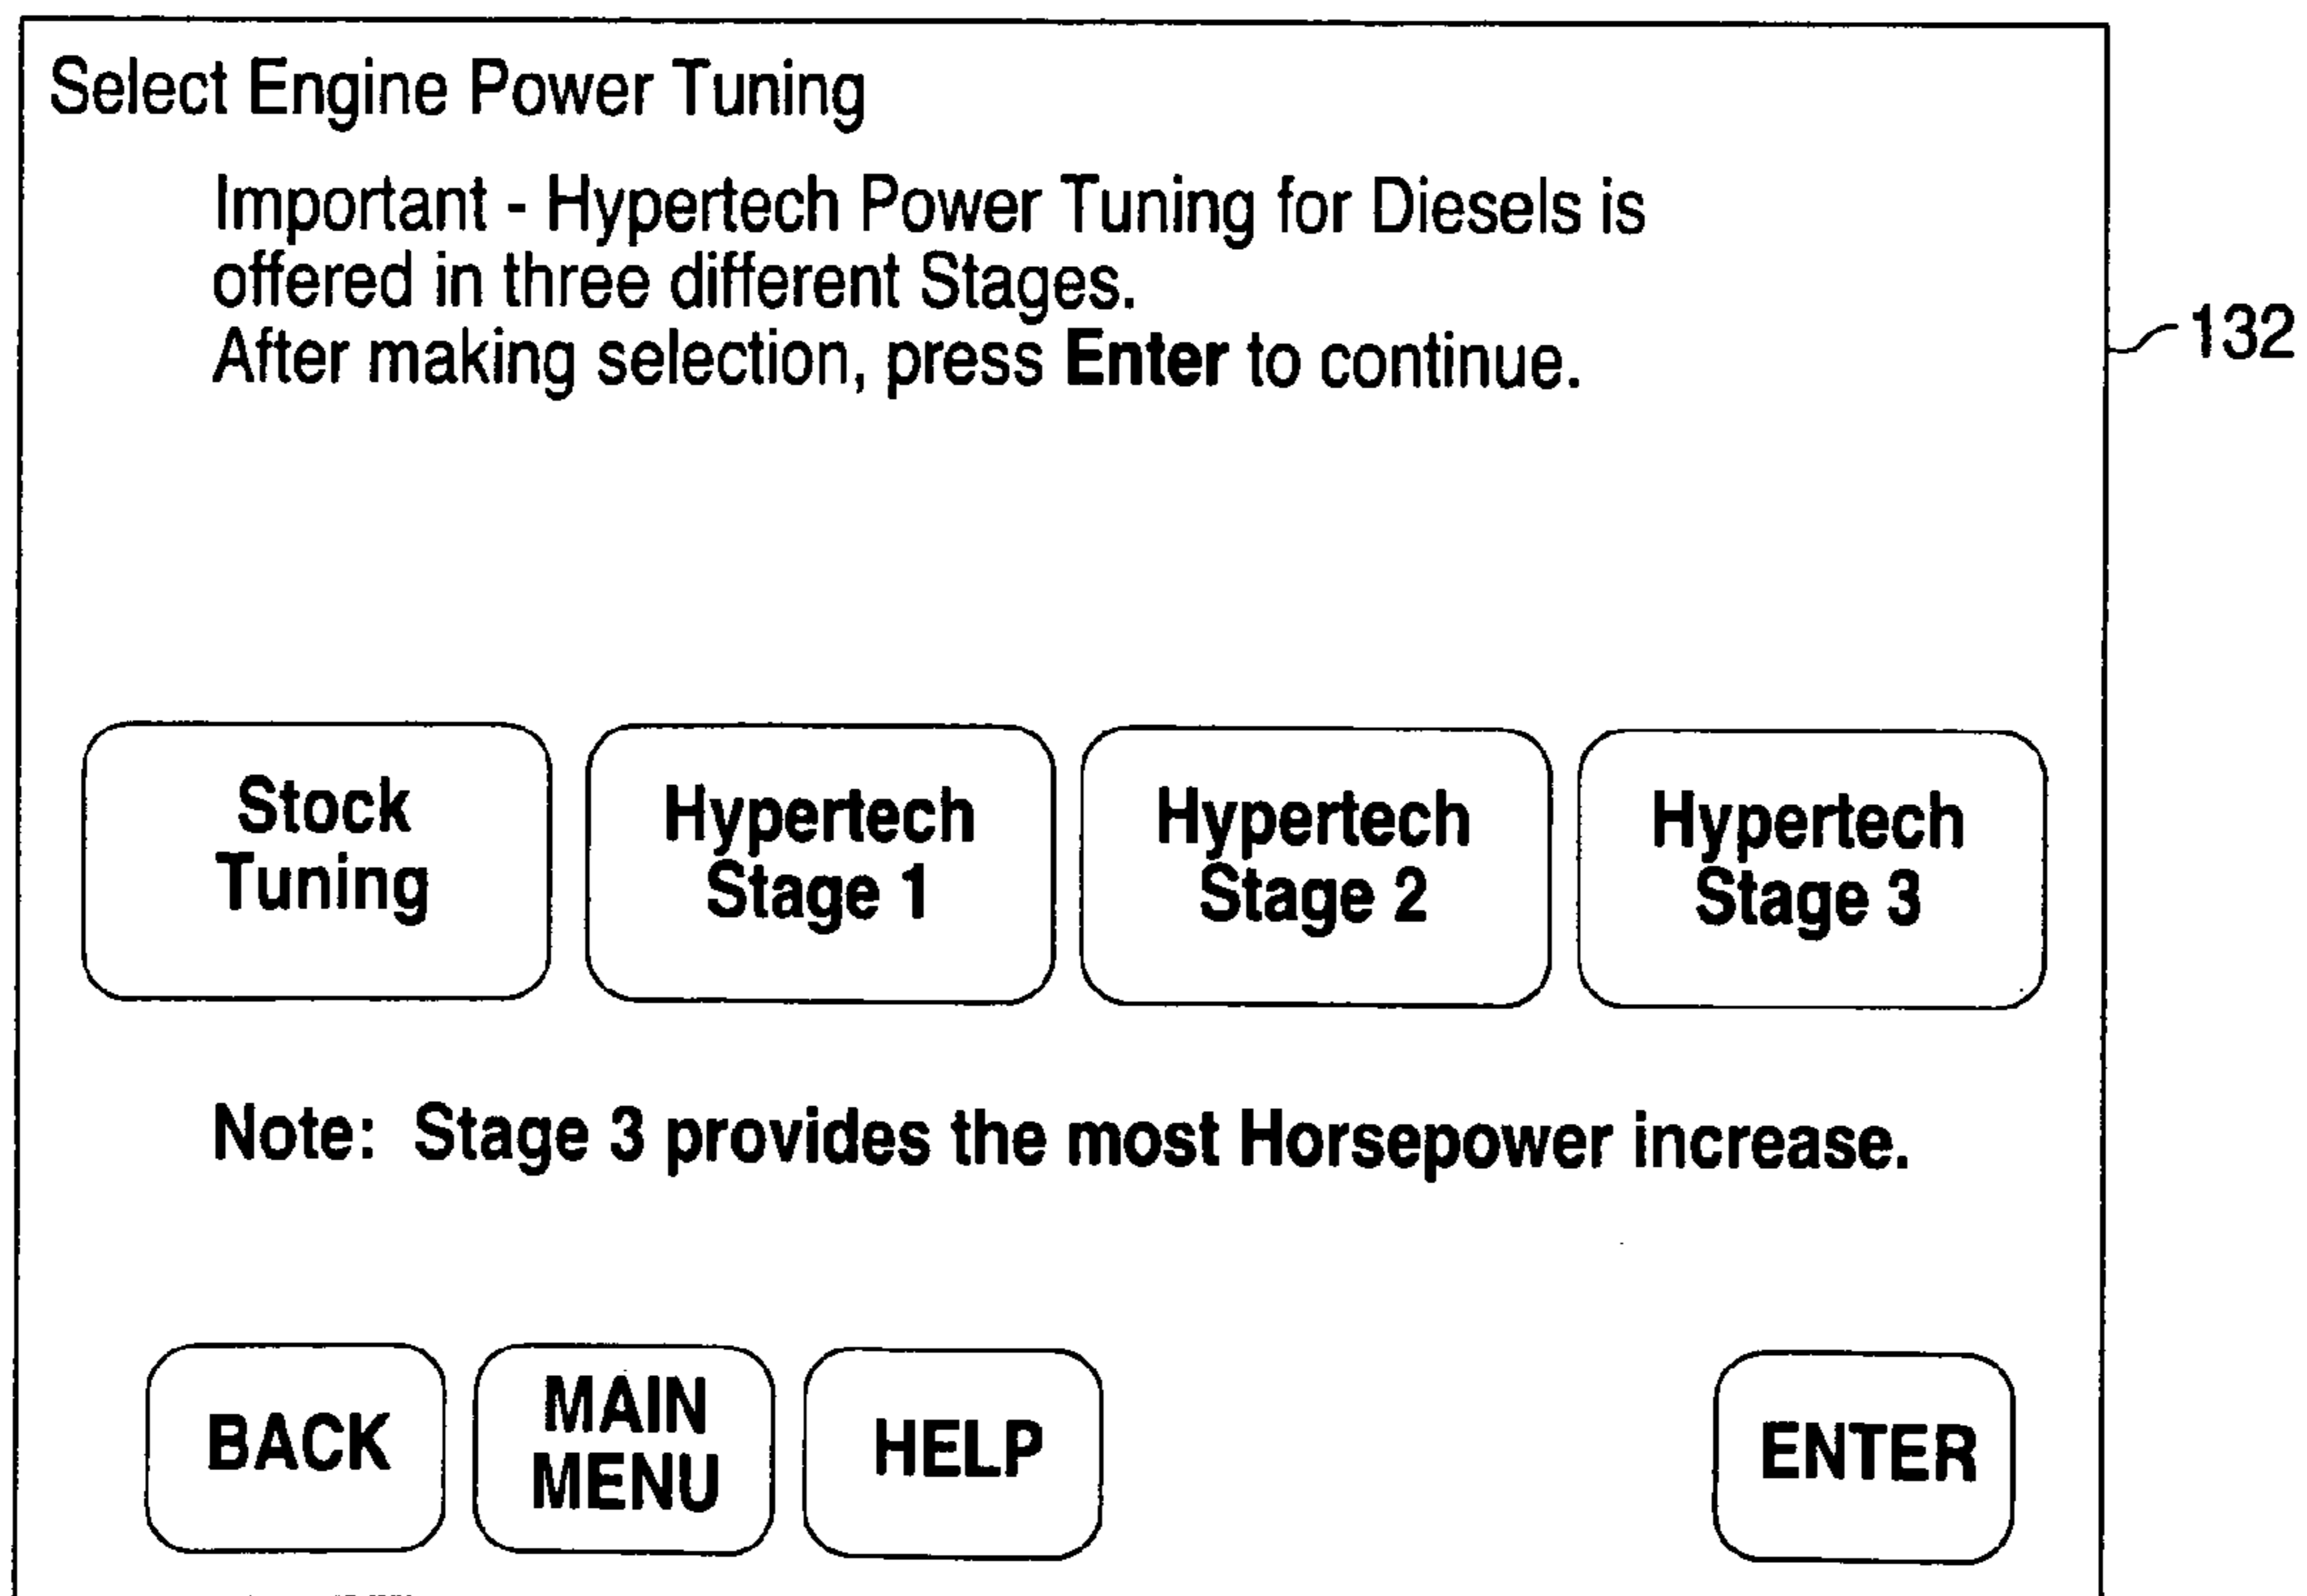 Select Engine Power Tuning
Important - Hypertech Power Tuning for Diesels is
offered in three different Stages.
After making selection, press Enter to continue.
132
Stock
Tuning
Hypertech
Stage 1
Hypertech
Stage 2
Hypertech
Stage 3
Note: Stage 3 provides the most Horsepower increase.
BACK
MAIN
MENU
HELP
ENTER